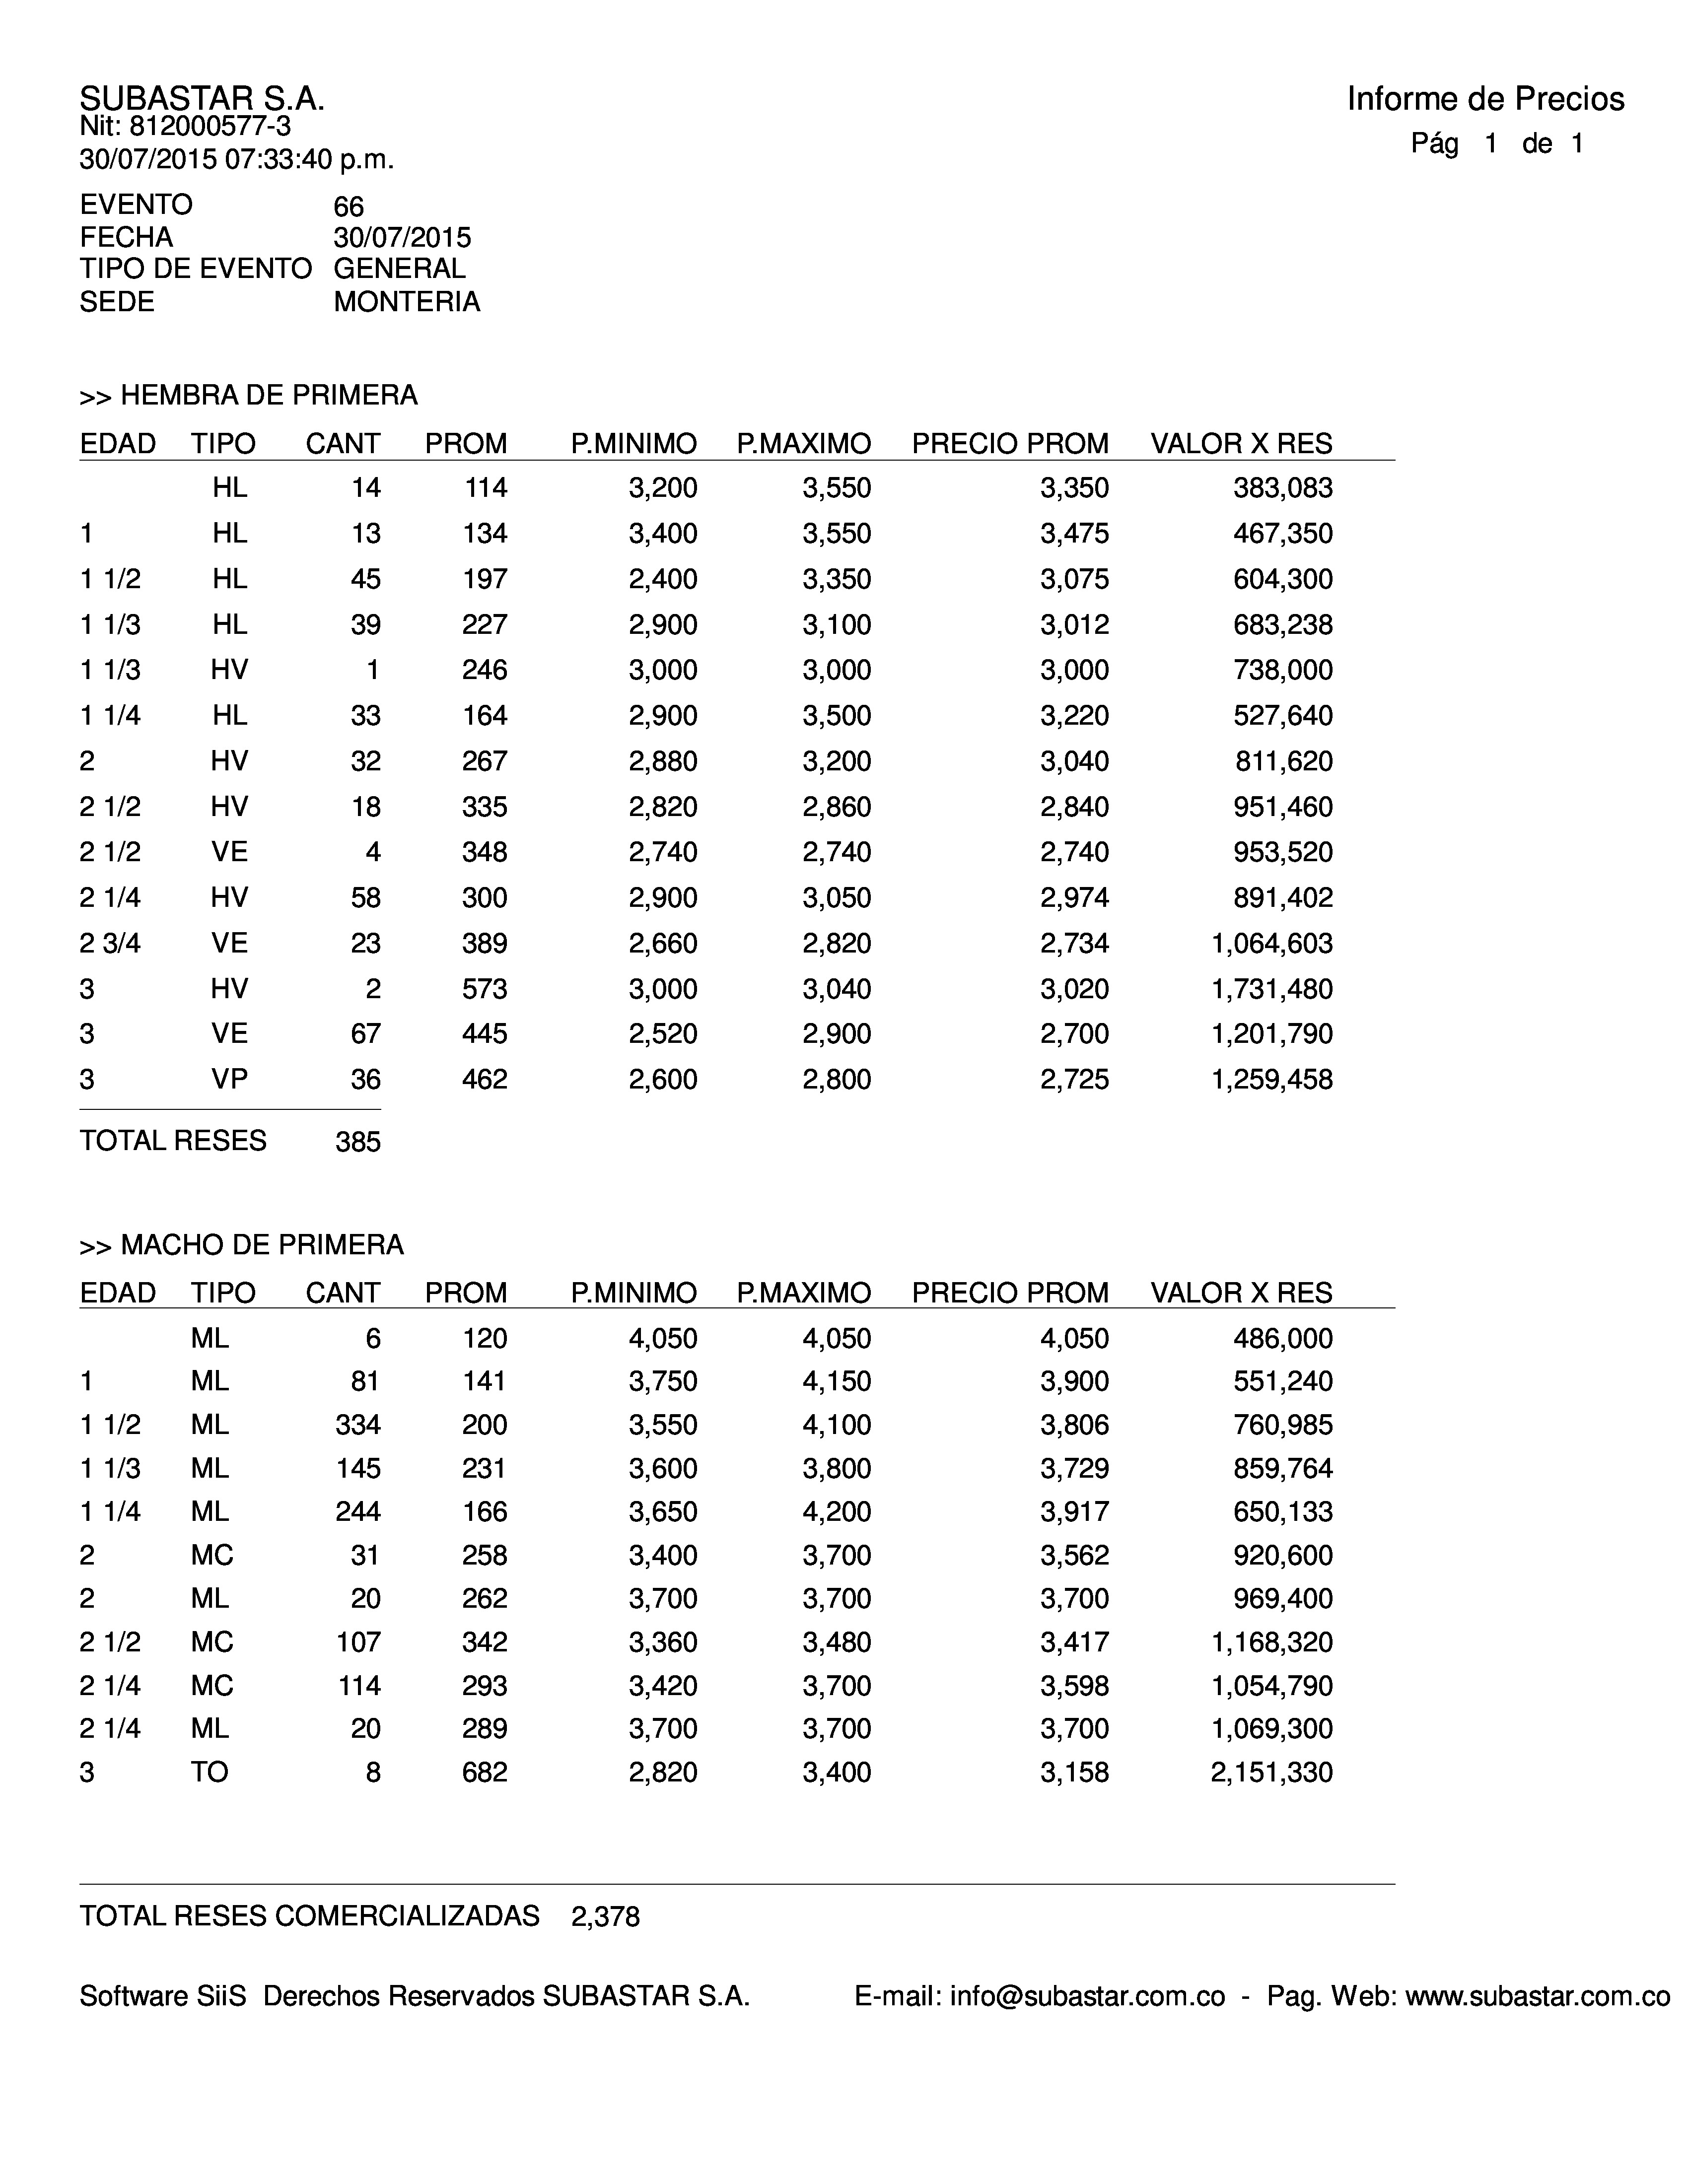 SUBASTAR S.A.
Nit: 812000577-3
30/07/2015 07:33:40 p.m.
Informe de Precios
Pág 1 de 1
EVENTO 66
FECHA 30/07/2015
TIPO DE EVENTO GENERAL
SEDE MONTERIA
>> HEMBRA DE PRIMERA
EDAD TIPO CANT PROM P.MINIMO P.MAXIMO PRECIO PROM VALOR X RES
HL 14 114 3,200 3,550 3,350 383,083
1 HL 13 134 3,400 3,550 3,475 467,350
1 1/2 HL 45 197 2,400 3,350 3,075 604,300
1 1/3 HL 39 227 2,900 3,100 3,012 683,238
1 1/3 HV 1 246 3,000 3,000 3,000 738,000
1 1/4 HL 33 164 2,900 3,500 3,220 527,640
2 HV 32 267 2,880 3,200 3,040 811,620
2 1/2 HV 18 335 2,820 2,860 2,840 951,460
2 1/2 VE 4 348 2,740 2,740 2,740 953,520
2 1/4 HV 58 300 2,900 3,050 2,974 891,402
2 3/4 VE 23 389 2,660 2,820 2,734 1,064,603
3 HV 2 573 3,000 3,040 3,020 1,731,480
3 VE 67 445 2,520 2,900 2,700 1,201,790
3 VP 36 462 2,600 2,800 2,725 1,259,458
TOTAL RESES 385
>> MACHO DE PRIMERA
EDAD TIPO CANT PROM P.MINIMO P.MAXIMO PRECIO PROM VALOR X RES
ML 6 120 4,050 4,050 4,050 486,000
1 ML 81 141 3,750 4,150 3,900 551,240
1 1/2 ML 334 200 3,550 4,100 3,806 760,985
1 1/3 ML 145 231 3,600 3,800 3,729 859,764
1 1/4 ML 244 166 3,650 4,200 3,917 650,133
2 MC 31 258 3,400 3,700 3,562 920,600
2 ML 20 262 3,700 3,700 3,700 969,400
2 1/2 MC 107 342 3,360 3,480 3,417 1,168,320
2 1/4 MC 114 293 3,420 3,700 3,598 1,054,790
2 1/4 ML 20 289 3,700 3,700 3,700 1,069,300
3 TO 8 682 2,820 3,400 3,158 2,151,330
TOTAL RESES COMERCIALIZADAS 2,378
Software SiiS Derechos Reservados SUBASTAR S.A. E-mail: info@subastar.com.co - Pag. Web: www.subastar.com.co